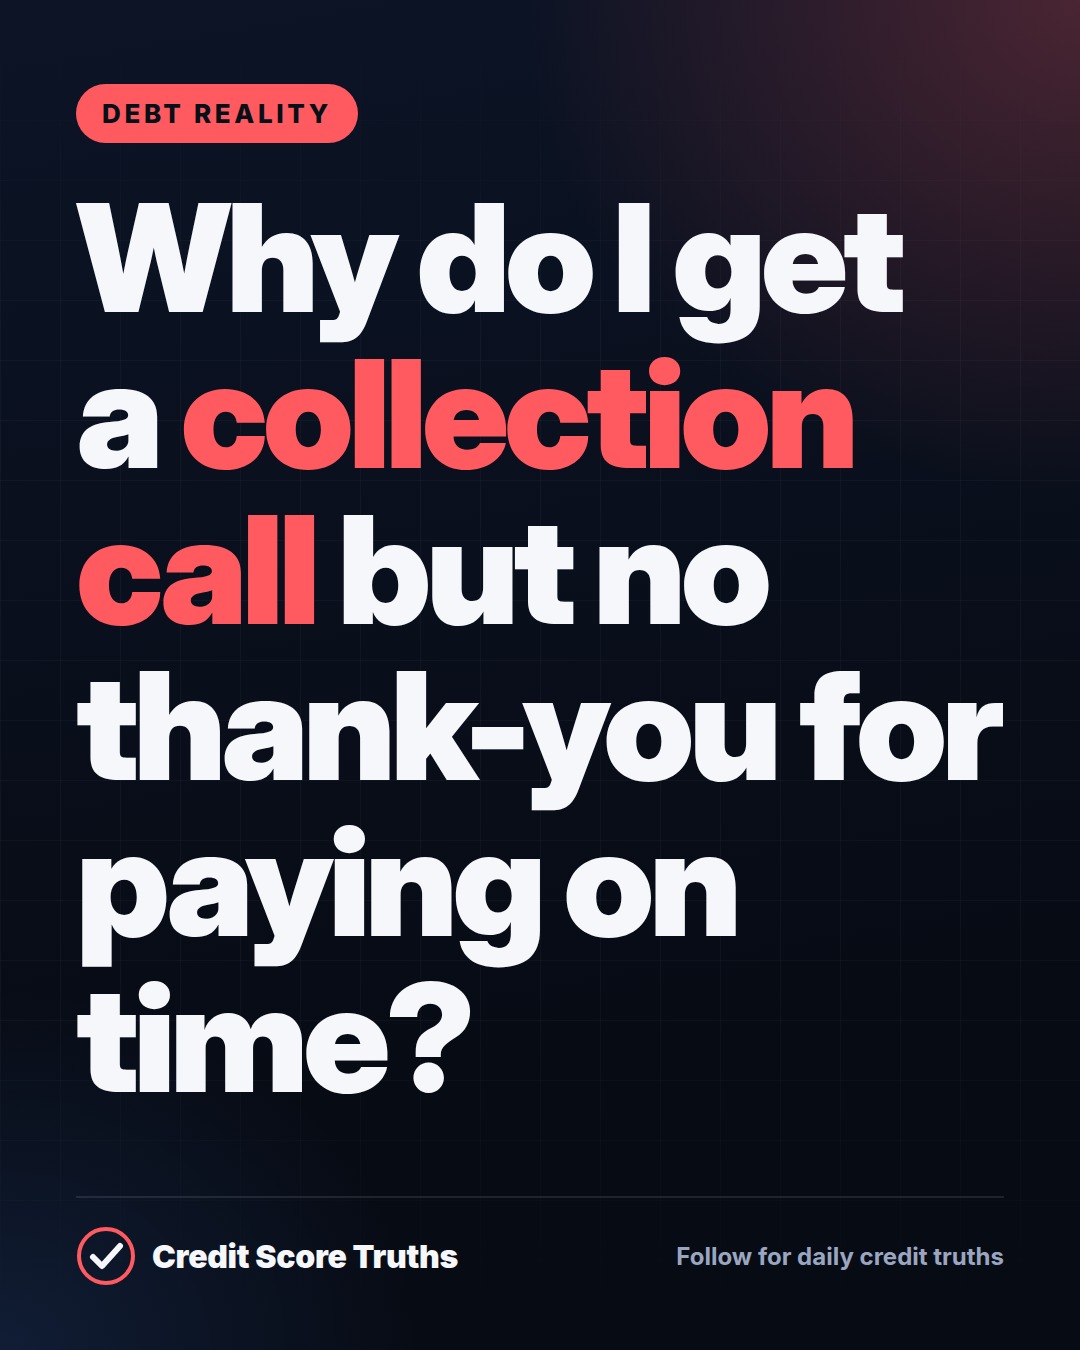 DEBT REALITY
Why do I get
a collection
call but no
thank-you for
paying on
time?
Credit Score Truths
Follow for daily credit truths